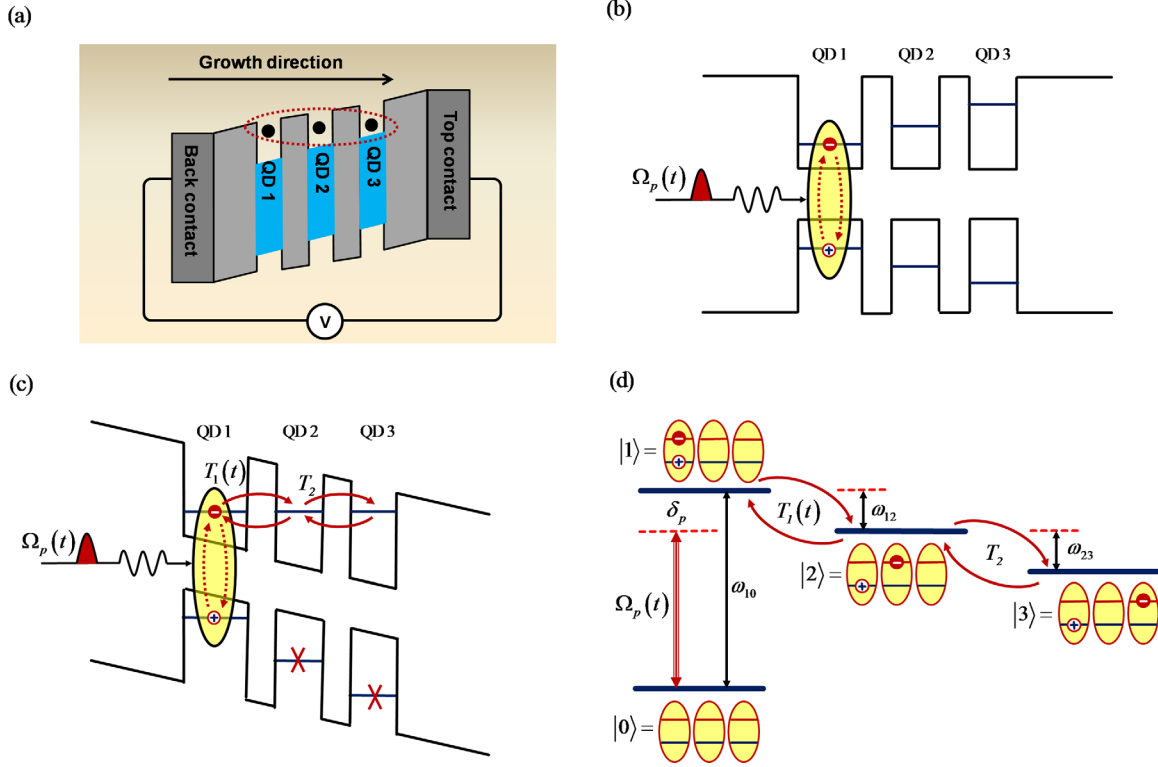 (a)
Growth direction
Back contact
QD 1
QD 2
QD 3
Top contact
V
(b)
QD 1
QD 2
QD 3
Ωp(t)
(c)
QD 1
QD 2
QD 3
T1(t)
T2
Ωp(t)
(d)
|1⟩=
δp
T1(t)
ω12
|2⟩=
T2
ω23
Ωp(t)
ω10
|3⟩=
|0⟩=